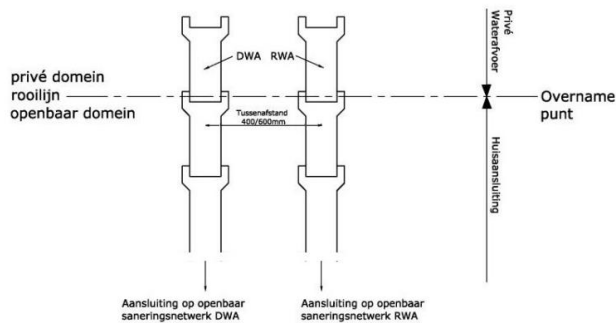 Privé
Waterafvoer
DWA RWA
privé domein
rooilijn
openbaar domein
Overname
punt
Tussenafstand
400/600mm
Huisaansluiting
Aansluiting op openbaar
saneringsnetwerk DWA
Aansluiting op openbaar
saneringsnetwerk RWA